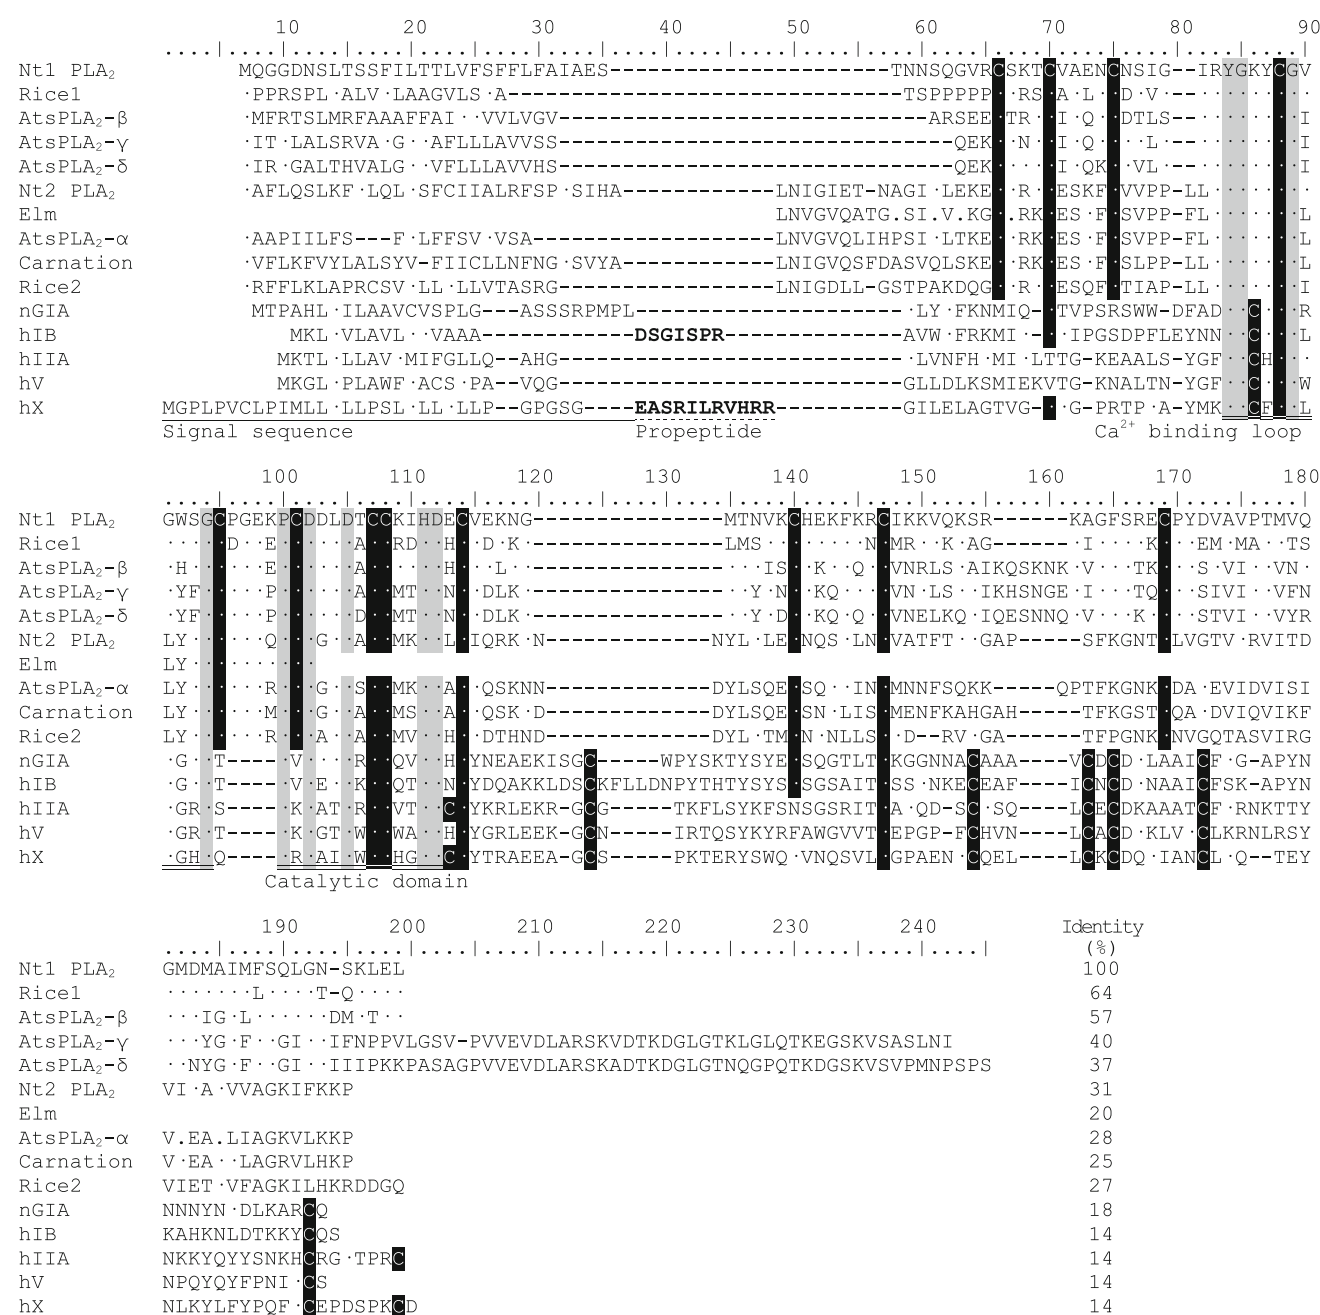 10 20 30 40 50 60 70 80 90
Nt1 PLA₂ MQGGDNSLTSSFILTTLVFSFFLFAIAES----------------------TNNSQGVRCSKTCVAENCNSIG--IRYGKYCGV
Rice1 ·PPRSPL·ALV·LAAGVLS·A-------------------------------TSPPPPP··RS·A·L··D·V·--·······I
AtsPLA₂-β ·MFRTSLMRFAAAFFAI··VVLVGV-----------------------------ARSEE·TR··I·Q··DTLS--·······I
AtsPLA₂-γ ·IT·LALSRVA·G··AFLLLAVVSS-------------------------------QEK··N··I·Q···L·--·······I
AtsPLA₂-δ ·IR·GALTHVALG··VFLLLAVVHS-------------------------------QEK·····I·QK··VL·--·······I
Nt2 PLA₂ ·AFLQSLKF·LQL·SFCIIALRFSP·SIHA------------LNIGIET-NAGI·LEKE··R··ESKF·VVPP-LL·······
Elm LNVGVQATG.SI.V.KG·.RK·ES·F·SVPP-FL·······L
AtsPLA₂-α ·AAPIILFS---F·LFFSV·VSA-------------------LNVGVQLIHPSI·LTKE··RK·ES·F·SVPP-FL·······L
Carnation ·VFLKFVYLALSYV-FIICLLNFNG·SVYA------------LNIGVQSFDASVQLSKE··RK·ES·F·SLPP-LL·······L
Rice2 ·RFFLKLAPRCSV·LL·LLVTASRG-----------------LNIGDLL-GSTPAKDQG··R··ESQF·TIAP-LL·······I
nGIA MTPAHL·ILAAVCVSPLG--ASSSRPMPL----------------------·LY·FKNMIQ·TVPSRSWW-DFAD··C···R
hIB MKL·VLAVL··VAAA------------DSGISPR--------------AVW·FRKMI··IPGSDPFLEYNN··C···L
hIIA MKTL·LLAV·MIFGLLQ--AHG---------------------------·LVNFH·MI·LTTG-KEAALS·YGF··CH···
hV MKGL·PLAWF·ACS·PA--VQG---------------------------GLLDLKSMIEKVTG-KNALTN·YGF··C···W
hX MGPLPVCLPIMLL·LLPSL·LL·LLP--GPGSG----EASRILRVHRR----------GILELAGTVG··G-PRTP·A·YMK··CF··L
Signal sequence Propeptide Ca²⁺ binding loop
100 110 120 130 140 150 160 170 180
Nt1 PLA₂ GWSGCPGEKPCDDLDTCCKIHDECVEKNG---------------MTNVKCHEKFKRCIKKVQKSR------KAGFSRECPYDVAVPTMVQ
Rice1 ·····D··E······A··RD··H··D·K----------------LMS·······N·MR··K·AG------·I····K··EM·MA··TS
AtsPLA₂-β ·H······E······A······H··L··---------------···IS··K··Q··VNRLS·AIKQSKNK·V···TK··S·VI··VN·
AtsPLA₂-γ ·YF·····P······A··MT··N··DLK---------------·Y·N··KQ····VN·LS··IKHSNGE·I···TQ··SIVI··VFN
AtsPLA₂-δ ·YF·····P······D··MT··N··DLK---------------·Y·D··KQ·Q··VNELKQ·IQESNNQ·V···K···STVI··VYR
Nt2 PLA₂ LY······Q···G··A··MK··L··IQRK·N-------------NYL·LE·NQS·LN·VATFT··GAP------SFKGNT·LVGTV·RVITD
Elm LY··········
AtsPLA₂-α LY······R···G··S··MK··A··QSKNN-------------DYLSQE·SQ··IN·MNNFSQKK-----QPTFKGNK·DA·EVIDVISI
Carnation LY······M···G··A··MS··A··QSK·D-------------DYLSQE·SN·LIS·MENFKAHGAH----TFKGST·QA·DVIQVIKF
Rice2 LY······R···A··A··MV··H··DTHND-------------DYL·TM·N·NLLS··D--RV·GA-----TFPGNK·NVGQTASVIRG
nGIA ·G··T-----·V···R··QV··H·YNEAEKISGC-----WPYSKTYSYE·SQGTLT·KGGNNACAAA---VCDCD·LAAICF·G·APYN
hIB ·G··T-----·V··E··K··QT··N·YDQAKKLDSCKFLLDNPYTHTYSYS·SGSAIT·SS·NKECEAF---ICNCD·NAAICFSK·APYN
hIIA ·GR·S-----·K··AT·R··VT··C·YKRLEKR·GCG-----TKFLSYKFSNSGSRIT·A·QD·SC·SQ---LCECDKAAATCF·RNKTTY
hV ·GR·T-----·K··GT·W··WA··H·YGRLEEK·GCN-----IRTQSYKYRFAWGVVT·EPGP·FCHVN----LCACD·KLV·CLKRNLRSY
hX ·GH·Q-----·R··AI·W··HG··C·YTRAEEA·GCS-----PKTERYSWQ·VNQSVL·GPAEN·CQEL---LCKCDQ·IANCL·Q--TEY
Catalytic domain
190 200 210 220 230 240 Identity
(%)
Nt1 PLA₂ GMDMAIMFSQLGN-SKLEL 100
Rice1 ·······L····T-Q···· 64
AtsPLA₂-β ···IG·L······DM·T·· 57
AtsPLA₂-γ ···YG·F··GI··IFNPPVLGSV-PVVEVDLARSKVDTKDGLGTKLGLQTKEGSKVSASLNI 40
AtsPLA₂-δ ··NYG·F··GI··IIIPKKPASAGPVVEVDLARSKADTKDGLGTNQGPQTKDGSKVSVPMNPSPS 37
Nt2 PLA₂ VI·A·VVAGKIFKKP 31
Elm 20
AtsPLA₂-α V.EA.LIAGKVLKKP 28
Carnation V·EA··LAGRVLHKP 25
Rice2 VIET·VFAGKILHKRDDGQ 27
nGIA NNNYN·DLKARCQ 18
hIB KAHKNLDTKKYCQS 14
hIIA NKKYQYYSNKHCRG·TPRC 14
hV NPQYQYFPNI·CS 14
hX NLKYLFYPQF·CEPDSPKCD 14